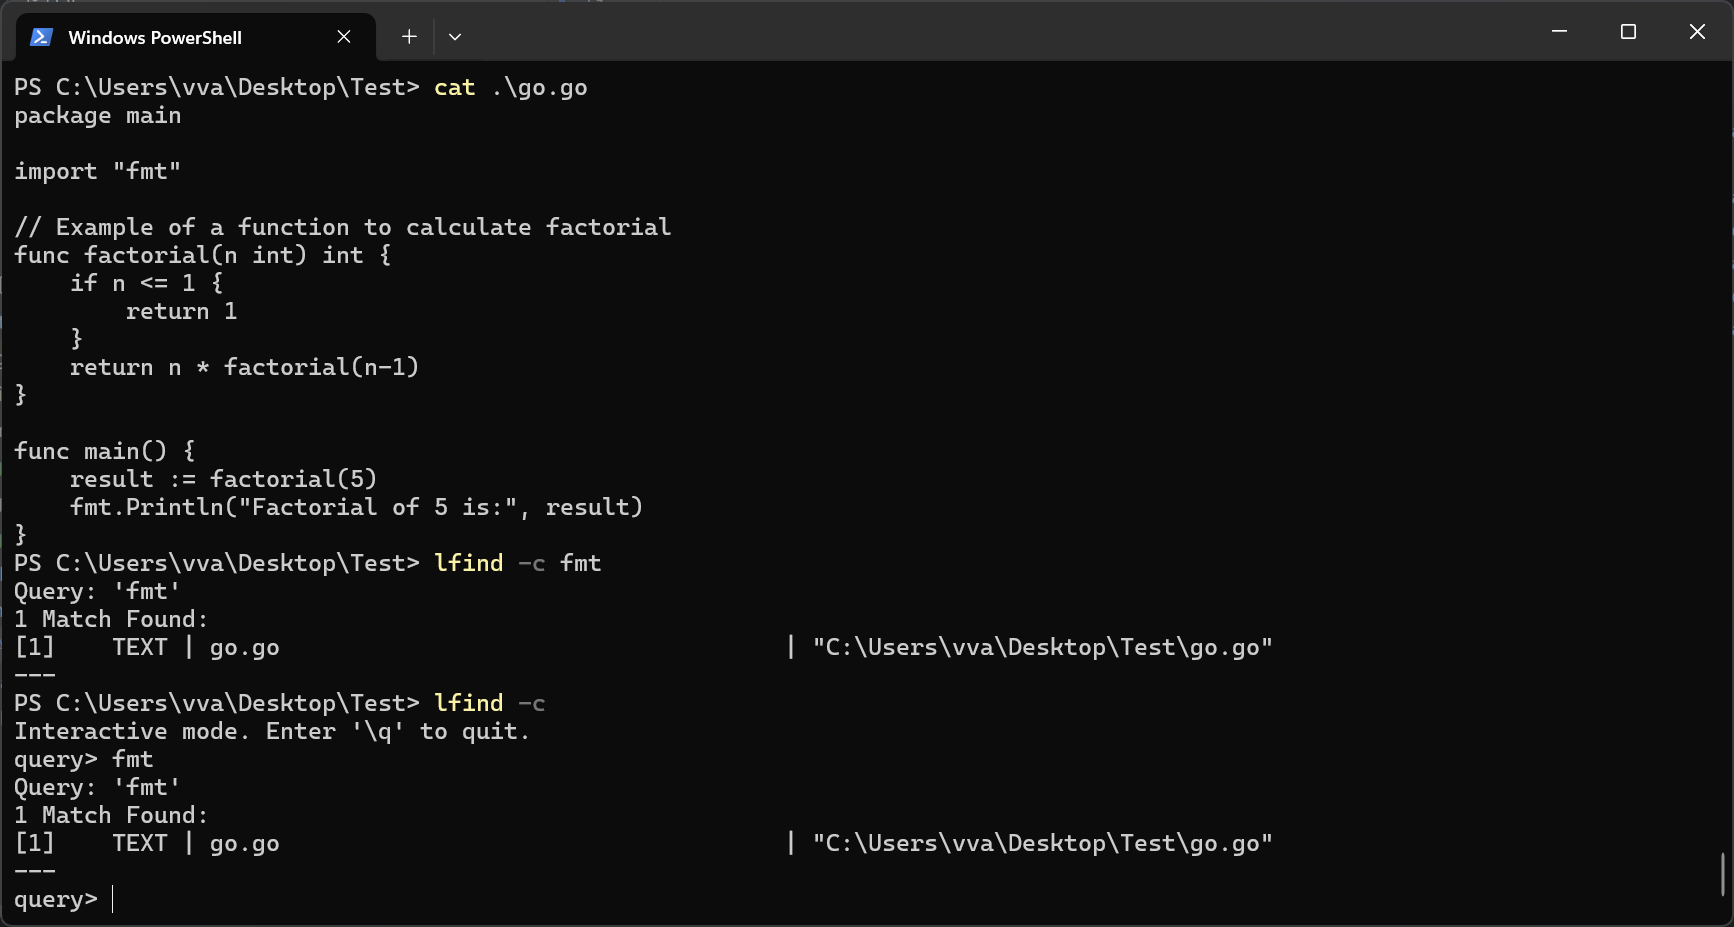 Windows PowerShell
PS C:\Users\vva\Desktop\Test> cat .\go.go
package main

import "fmt"

// Example of a function to calculate factorial
func factorial(n int) int {
    if n <= 1 {
        return 1
    }
    return n * factorial(n-1)
}

func main() {
    result := factorial(5)
    fmt.Println("Factorial of 5 is:", result)
}
PS C:\Users\vva\Desktop\Test> lfind -c fmt
Query: 'fmt'
1 Match Found:
[1]    TEXT | go.go                                    | "C:\Users\vva\Desktop\Test\go.go"
---
PS C:\Users\vva\Desktop\Test> lfind -c
Interactive mode. Enter '\q' to quit.
query> fmt
Query: 'fmt'
1 Match Found:
[1]    TEXT | go.go                                    | "C:\Users\vva\Desktop\Test\go.go"
---
query>